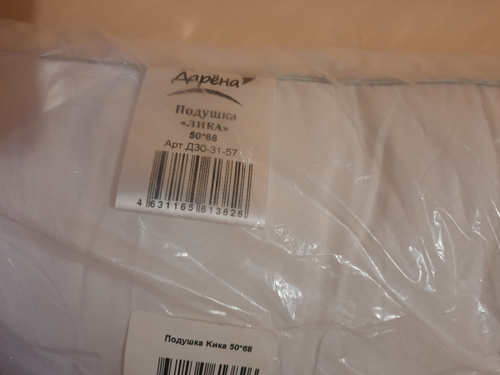 Дарёна
Подушка
«ЛИКА»
50*68
Арт.Д30-31-57
4 631165 613826
Подушка Кика 50*68